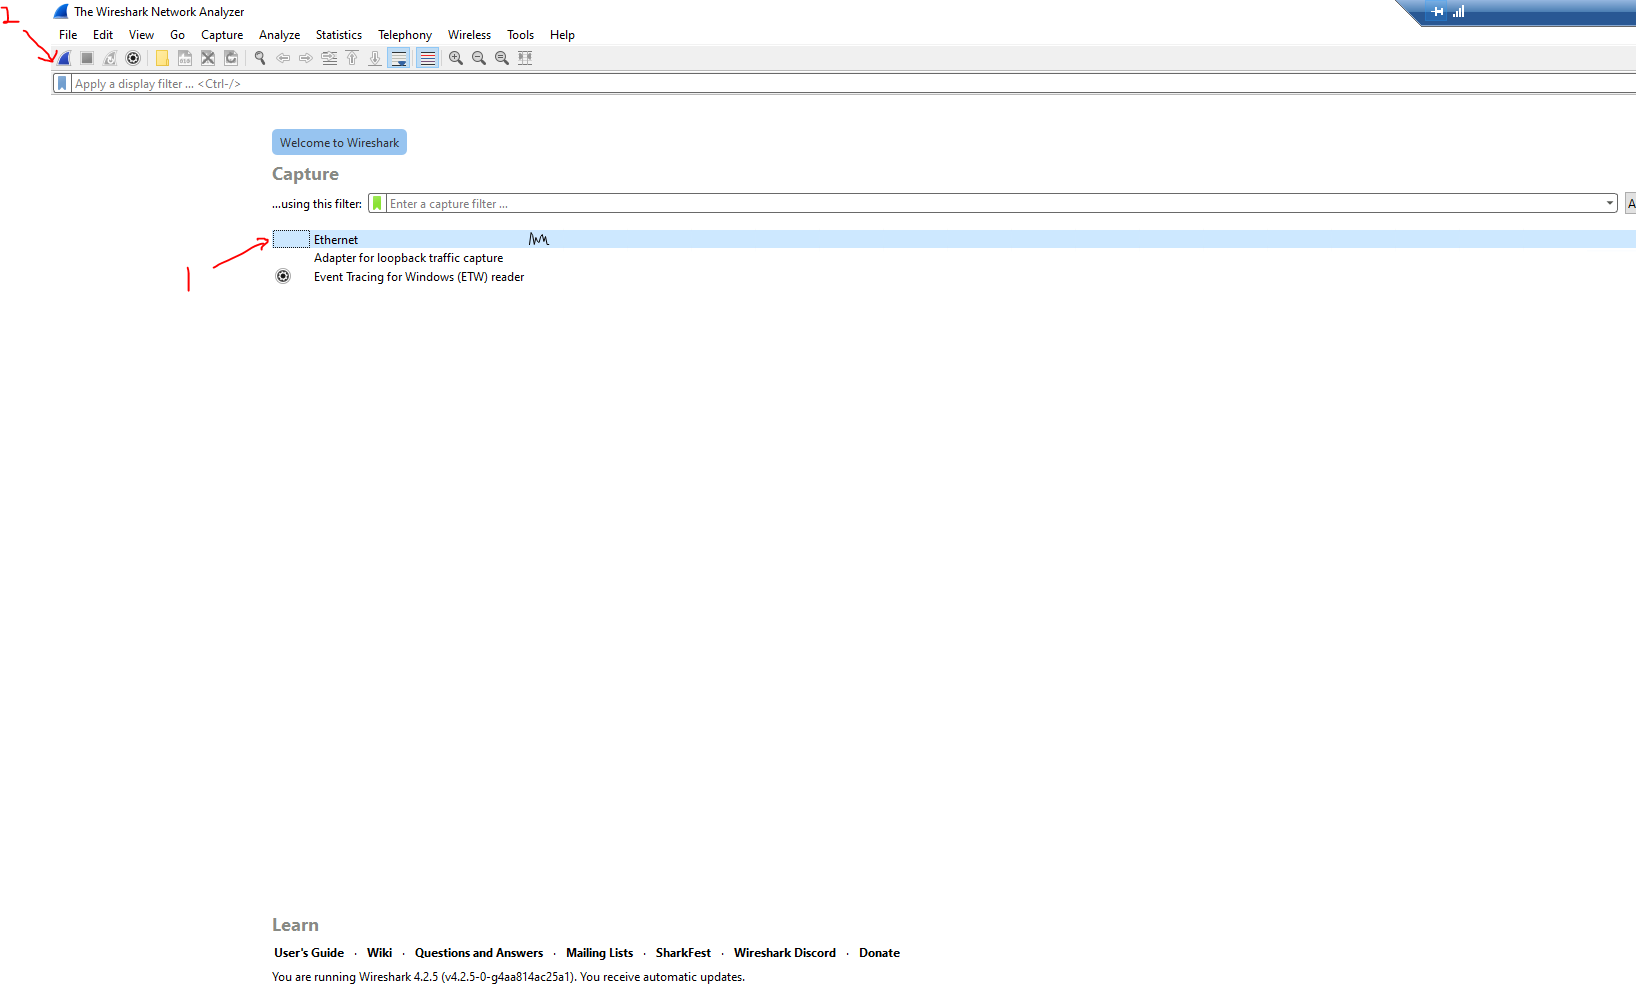 2
The Wireshark Network Analyzer
File Edit View Go Capture Analyze Statistics Telephony Wireless Tools Help
Apply a display filter ... <Ctrl-/>
Welcome to Wireshark
Capture
...using this filter: Enter a capture filter ... A
Ethernet
1
Adapter for loopback traffic capture
Event Tracing for Windows (ETW) reader
Learn
User's Guide · Wiki · Questions and Answers · Mailing Lists · SharkFest · Wireshark Discord · Donate
You are running Wireshark 4.2.5 (v4.2.5-0-g4aa814ac25a1). You receive automatic updates.